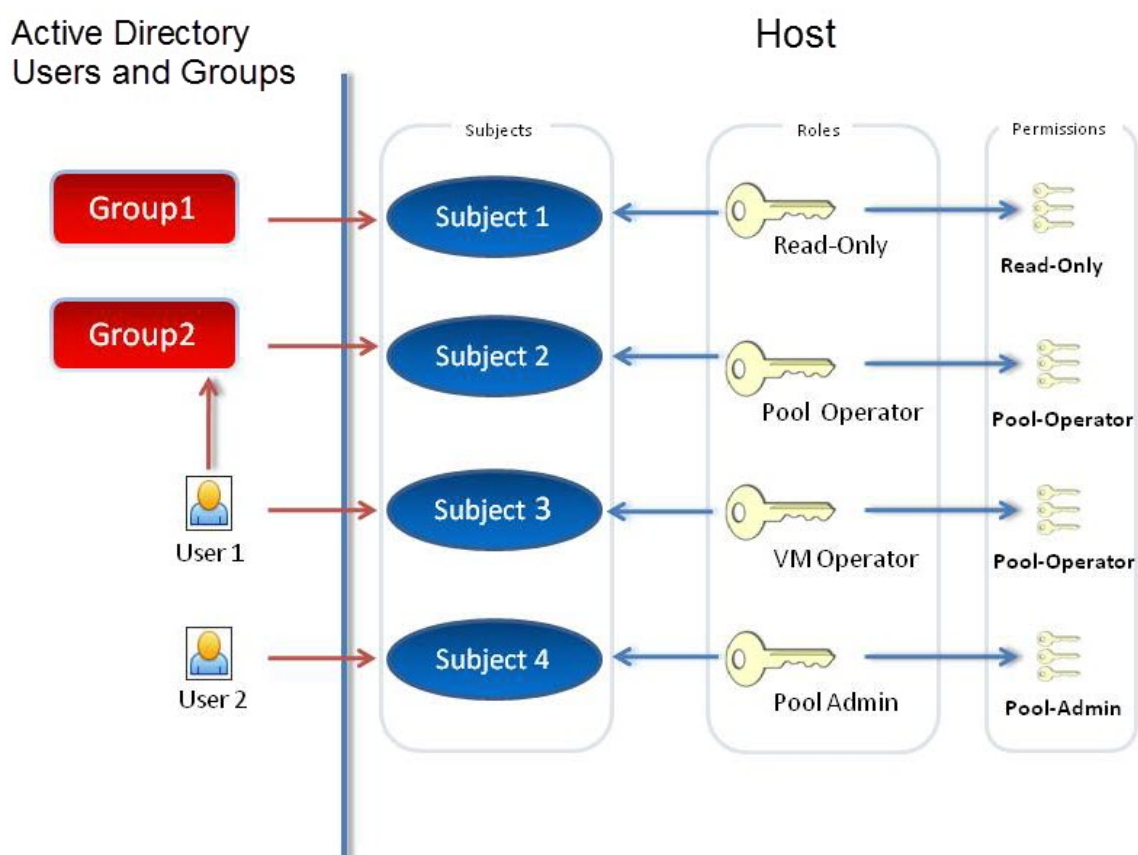 Active Directory
Users and Groups
Host
Subjects
Roles
Permissions
Group1
Subject 1
Read-Only
Read-Only
Group2
Subject 2
Pool Operator
Pool-Operator
User 1
Subject 3
VM Operator
Pool-Operator
User 2
Subject 4
Pool Admin
Pool-Admin